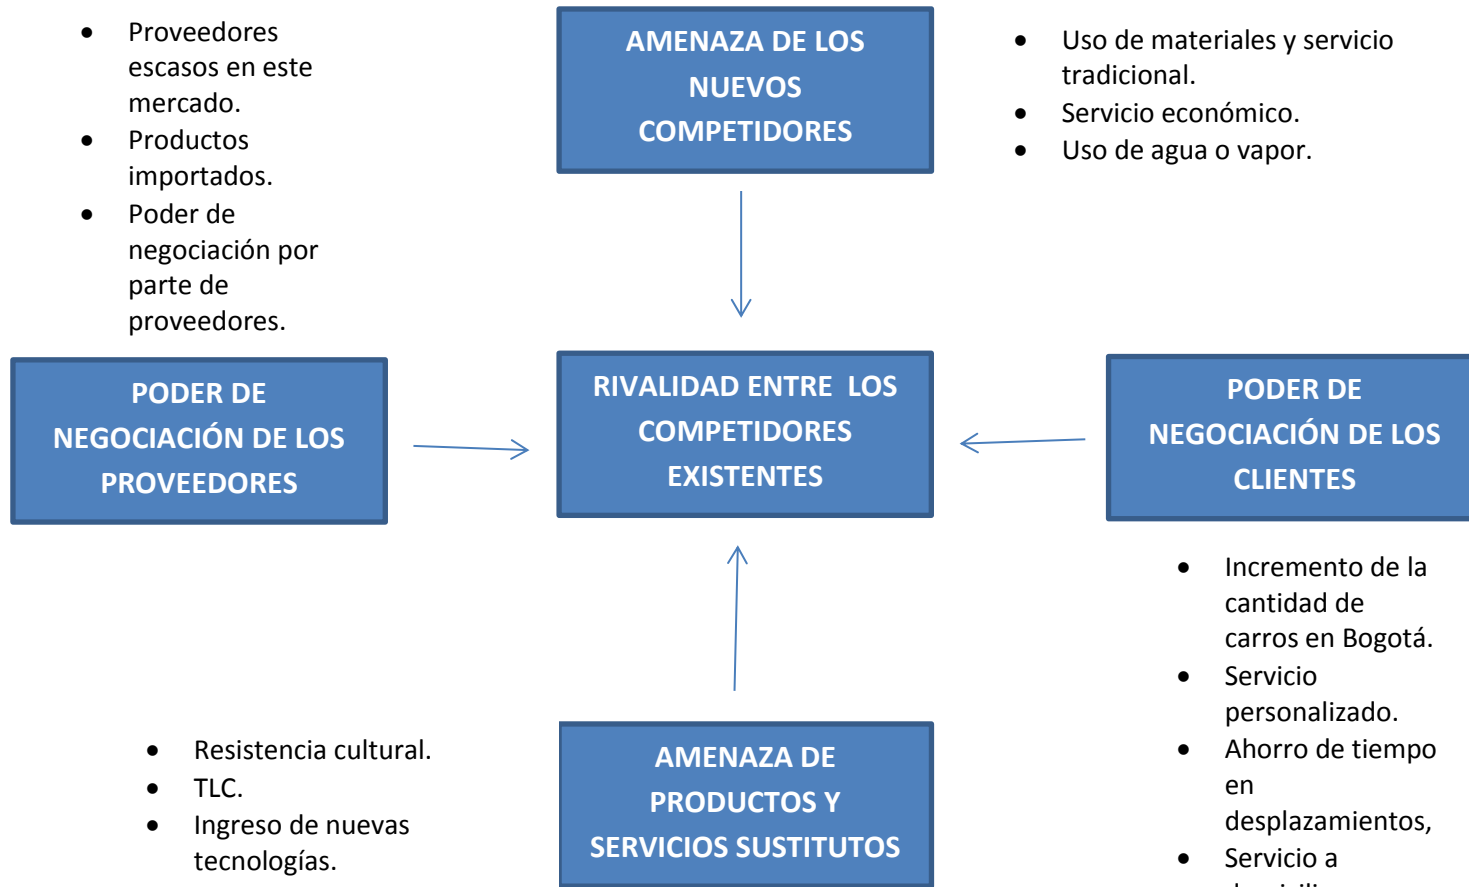 Proveedores
escasos en este
mercado.
Productos
importados.
Poder de
negociación por
parte de
proveedores.
AMENAZA DE LOS
NUEVOS
COMPETIDORES
Uso de materiales y servicio
tradicional.
Servicio económico.
Uso de agua o vapor.
PODER DE
NEGOCIACIÓN DE LOS
PROVEEDORES
RIVALIDAD ENTRE LOS
COMPETIDORES
EXISTENTES
PODER DE
NEGOCIACIÓN DE LOS
CLIENTES
Incremento de la
cantidad de
carros en Bogotá.
Servicio
personalizado.
Ahorro de tiempo
en
desplazamientos,
Servicio a
Resistencia cultural.
TLC.
Ingreso de nuevas
tecnologías.
AMENAZA DE
PRODUCTOS Y
SERVICIOS SUSTITUTOS